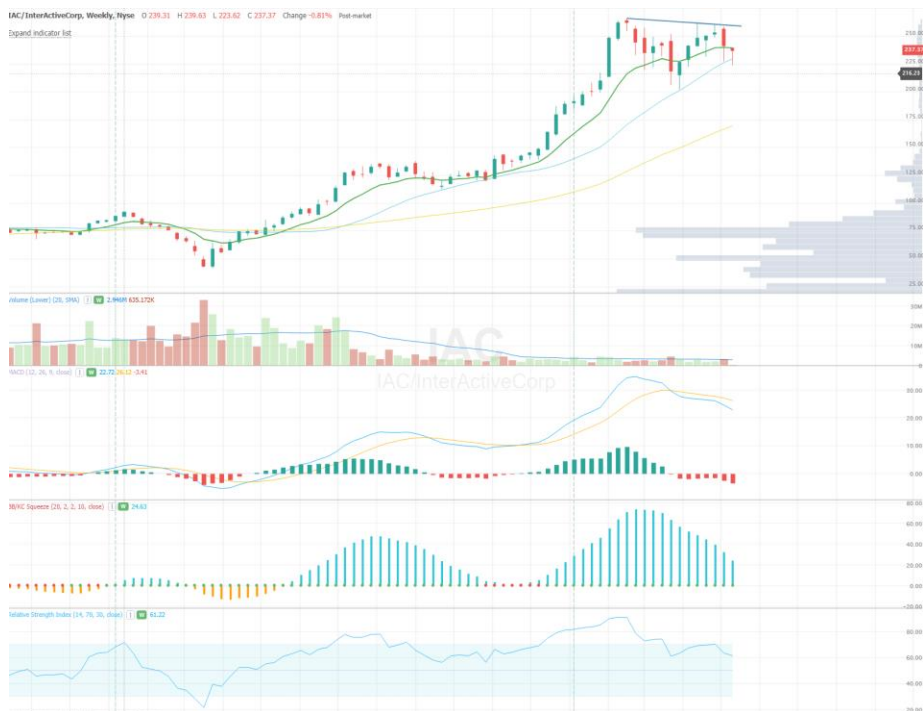 IAC/InterActiveCorp, Weekly, Nyse O 239.31 H 239.63 L 223.62 C 237.37 Change -0.81% Post-market
Expand indicator list
250.00
237.37
225.00
216.23
200.00
175.00
150.00
125.00
100.00
75.00
50.00
25.00
Volume (Lower) (20, SMA) W 2.946M 635.172K
30M
10M
0
IAC
IAC/InterActiveCorp
MACD (12, 26, 9, close) W 22.72 26.12 -3.41
30.00
20.00
10.00
0.00
BB/KC Squeeze (20, 2, 2, 10, close) W 24.63
80.00
60.00
40.00
20.00
0.00
-20.00
Relative Strength Index (14, 70, 30, close) W 61.22
80.00
60.00
40.00
20.00